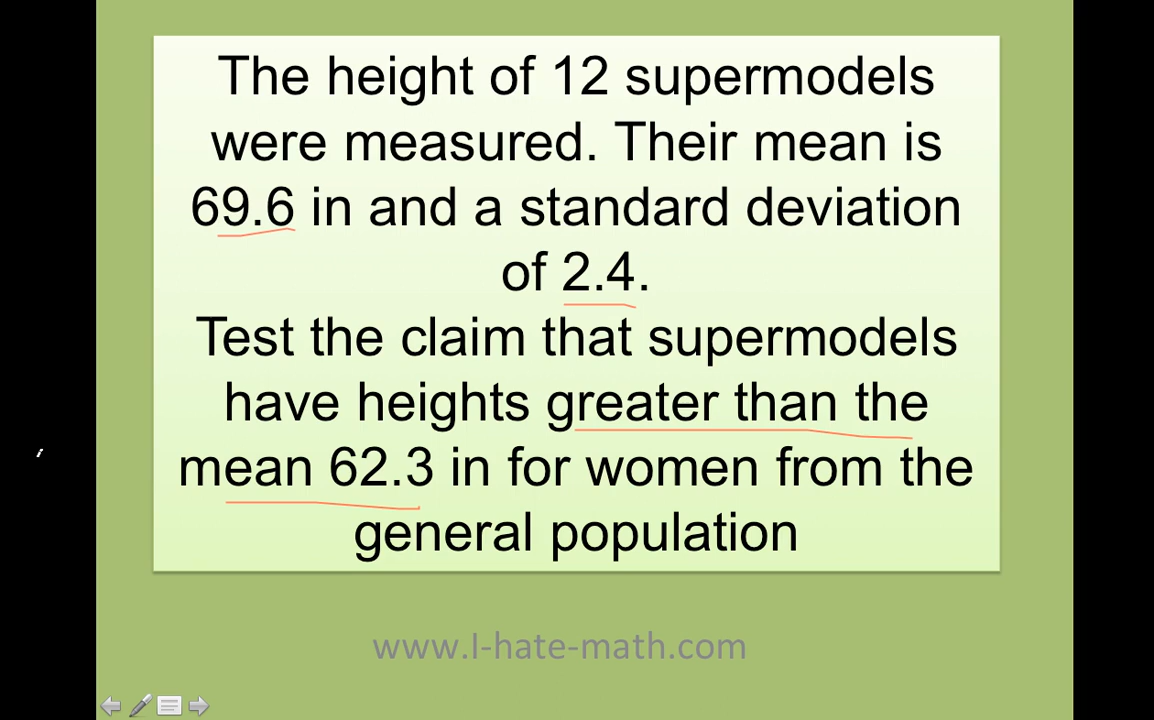 The height of 12 supermodels
were measured. Their mean is
69.6 in and a standard deviation
of 2.4.
Test the claim that supermodels
have heights greater than the
mean 62.3 in for women from the
general population
www.I-hate-math.com